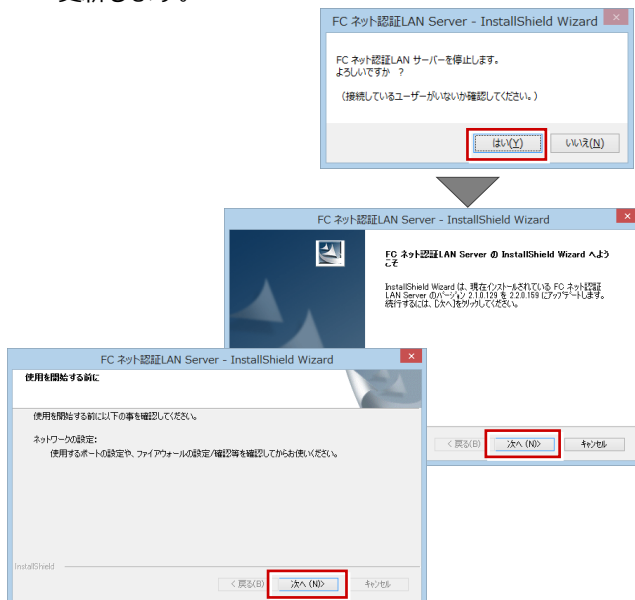 更新します。
FC ネット認証LAN Server - InstallShield Wizard
FC ネット認証LAN サーバーを停止します。
よろしいですか ?
（接続しているユーザーがいないか確認してください。）
はい(Y)
いいえ(N)
FC ネット認証LAN Server - InstallShield Wizard
FC ネット認証LAN Server の InstallShield Wizard へよう
こそ
InstallShield Wizard は、現在インストールされている FC ネット認証
LAN Server のバージョン 2.1.0.129 を 2.2.0.159 にアップデートします。
続行するには、[次へ]をクリックしてください。
< 戻る(B)
次へ (N)>
キャンセル
FC ネット認証LAN Server - InstallShield Wizard
使用を開始する前に
使用を開始する前に以下の事を確認してください。
ネットワークの設定:
使用するポートの設定や、ファイアウォールの設定/確認等を確認してからお使いください。
InstallShield
< 戻る(B)
次へ (N)>
キャンセル